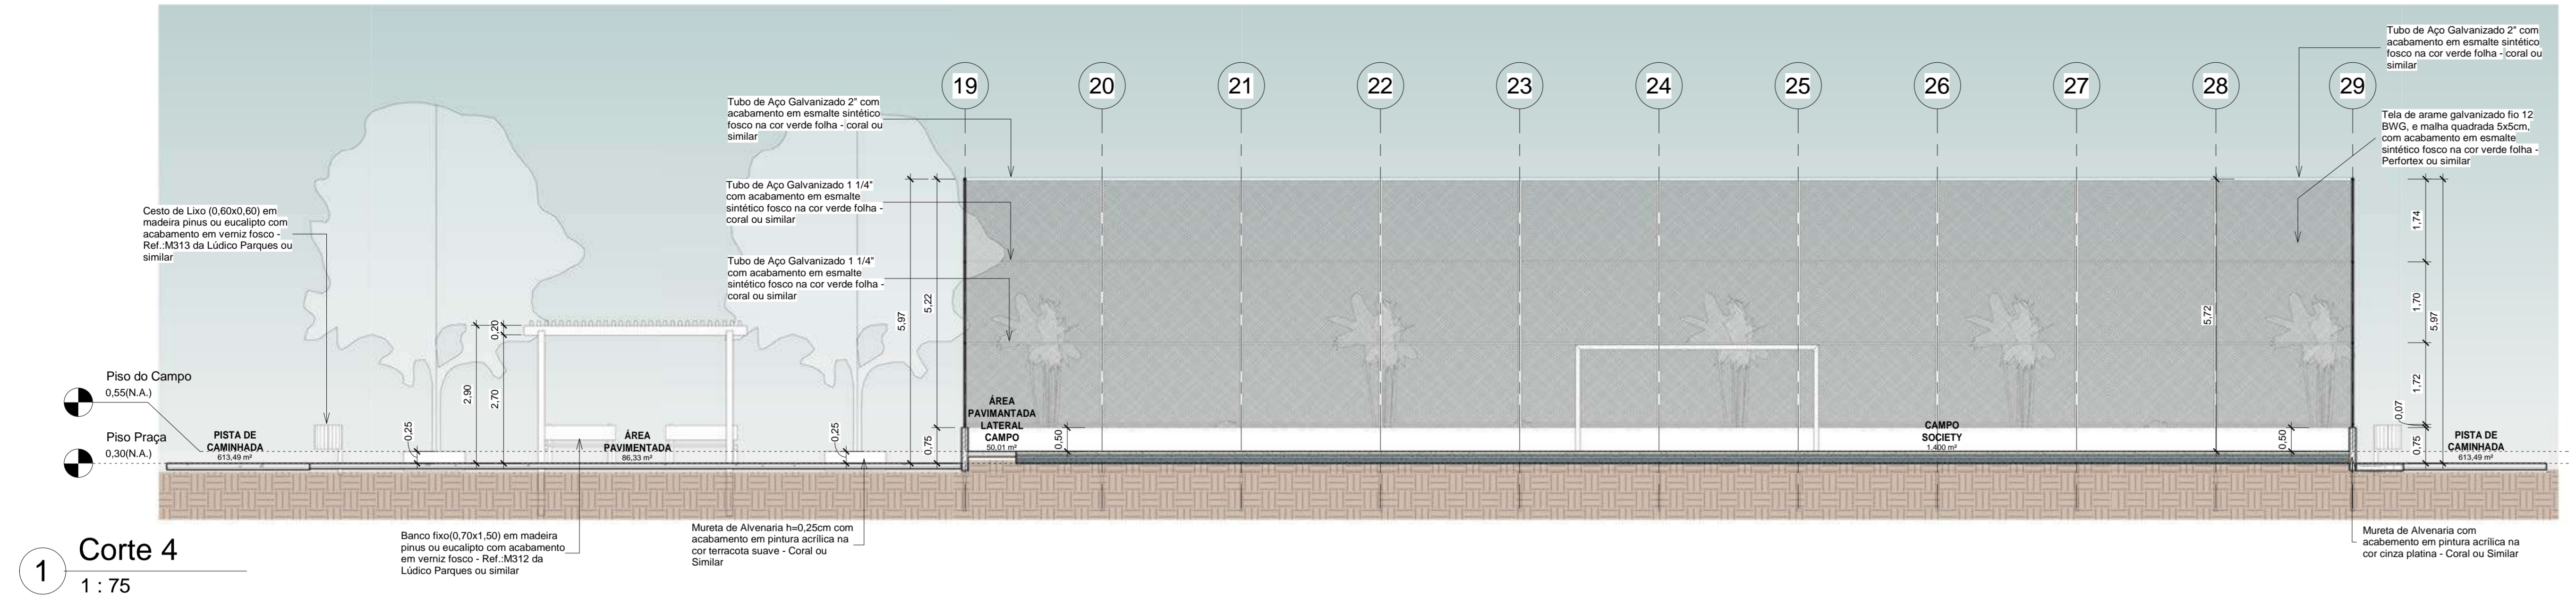 19
20
21
22
23
24
25
26
27
28
29
Tubo de Aço Galvanizado 2" com
acabamento em esmalte sintético
fosco na cor verde folha - coral ou
similar
Tela de arame galvanizado fio 12
BWG, e malha quadrada 5x5cm,
com acabamento em esmalte
sintético fosco na cor verde folha -
Perfortex ou similar
Tubo de Aço Galvanizado 2" com
acabamento em esmalte sintético
fosco na cor verde folha - coral ou
similar
Tubo de Aço Galvanizado 1 1/4"
com acabamento em esmalte
sintético fosco na cor verde folha -
coral ou similar
Tubo de Aço Galvanizado 1 1/4"
com acabamento em esmalte
sintético fosco na cor verde folha -
coral ou similar
Cesto de Lixo (0,60x0,60) em
madeira pinus ou eucalipto com
acabamento em verniz fosco -
Ref.:M313 da Lúdico Parques ou
similar
Piso do Campo
0,55(N.A.)
Piso Praça
0,30(N.A.)
PISTA DE
CAMINHADA
613,49 m²
0,25
2,90
0,20
2,70
ÁREA
PAVIMENTADA
86,33 m²
0,25
5,97
5,22
0,75
ÁREA
PAVIMANTADA
LATERAL
CAMPO
50,01 m²
0,50
CAMPO
SOCIETY
1.400 m²
5,72
0,50
1,74
1,70
1,72
5,97
0,07
0,75
PISTA DE
CAMINHADA
613,49 m²
Banco fixo(0,70x1,50) em madeira
pinus ou eucalipto com acabamento
em verniz fosco - Ref.:M312 da
Lúdico Parques ou similar
Mureta de Alvenaria h=0,25cm com
acabamento em pintura acrílica na
cor terracota suave - Coral ou
Similar
Mureta de Alvenaria com
acabemento em pintura acrílica na
cor cinza platina - Coral ou Similar
1
Corte 4
1 : 75